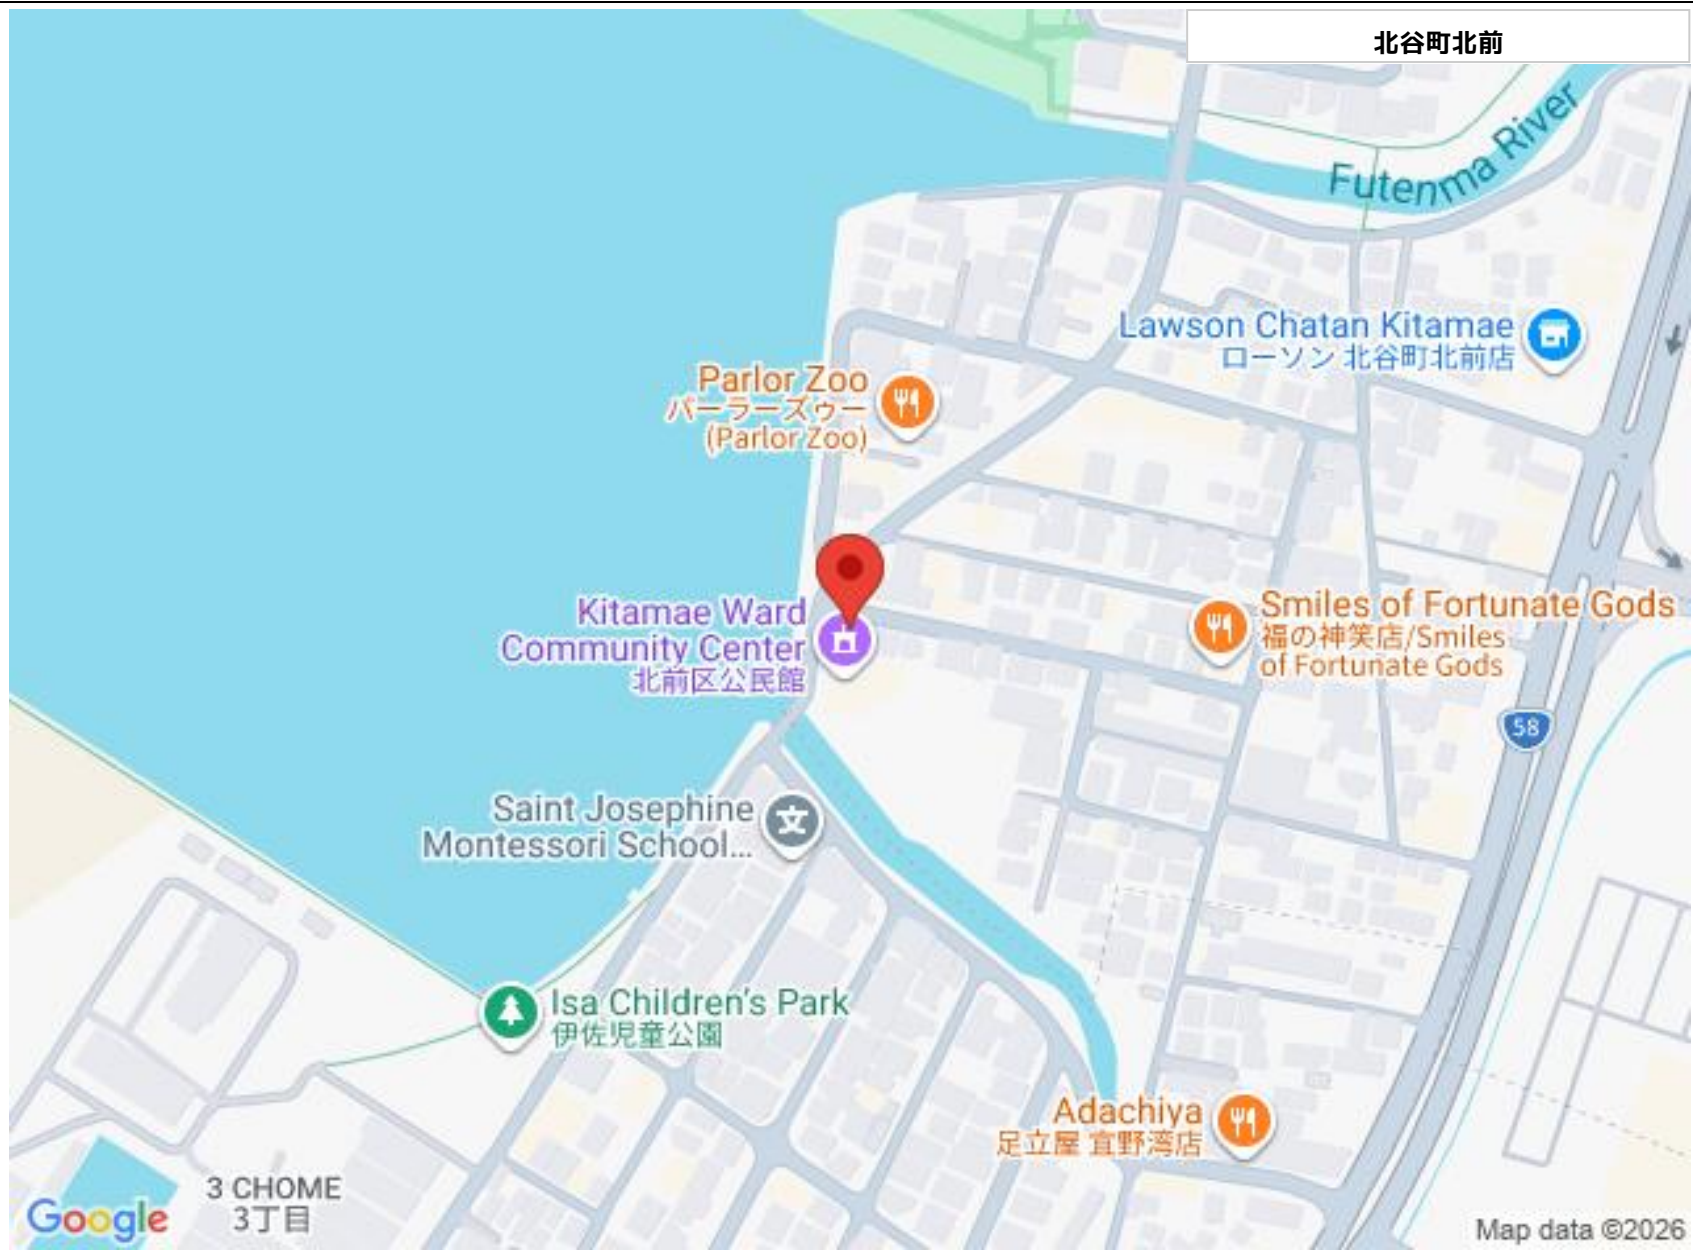 北谷町北前
Futenma River
Lawson Chatan Kitamae
ローソン 北谷町北前店
Parlor Zoo
パーラーズゥー
(Parlor Zoo)
Kitamae Ward
Community Center
北前区公民館
Smiles of Fortunate Gods
福の神笑店/Smiles
of Fortunate Gods
58
Saint Josephine
Montessori School...
文
Isa Children's Park
伊佐児童公園
Adachiya
足立屋 宜野湾店
3 CHOME
3丁目
Google
Map data ©2026